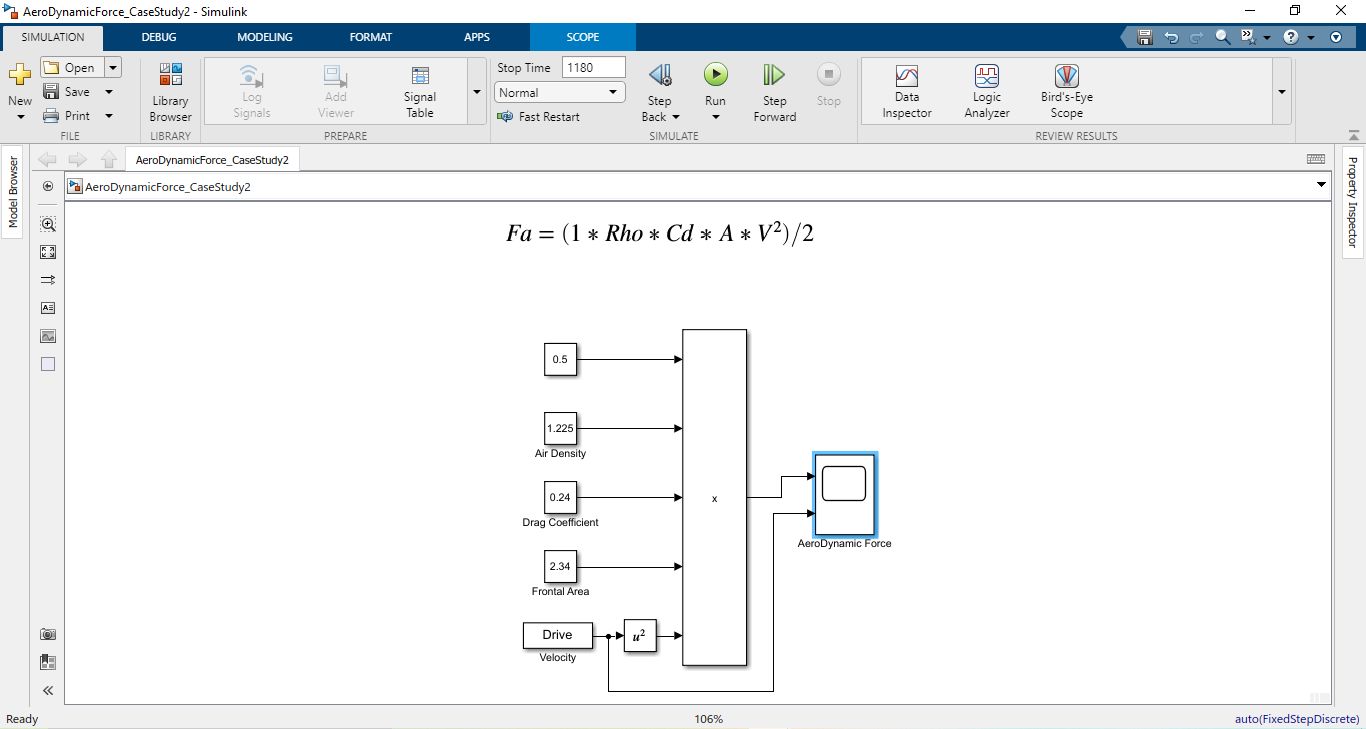 AeroDynamicForce_CaseStudy2 - Simulink
SIMULATION DEBUG MODELING FORMAT APPS SCOPE
New
Open
Save
Print
FILE
Library Browser
LIBRARY
Log Signals
Add Viewer
Signal Table
PREPARE
Stop Time 1180
Normal
Fast Restart
Step Back
Run
Step Forward
Stop
SIMULATE
Data Inspector
Logic Analyzer
Bird's-Eye Scope
REVIEW RESULTS
Model Browser
AeroDynamicForce_CaseStudy2
AeroDynamicForce_CaseStudy2
Property Inspector
Fa = (1 * Rho * Cd * A * V²)/2
0.5
1.225
Air Density
0.24
Drag Coefficient
2.34
Frontal Area
Drive
Velocity
u²
x
AeroDynamic Force
Ready 106% auto(FixedStepDiscrete)